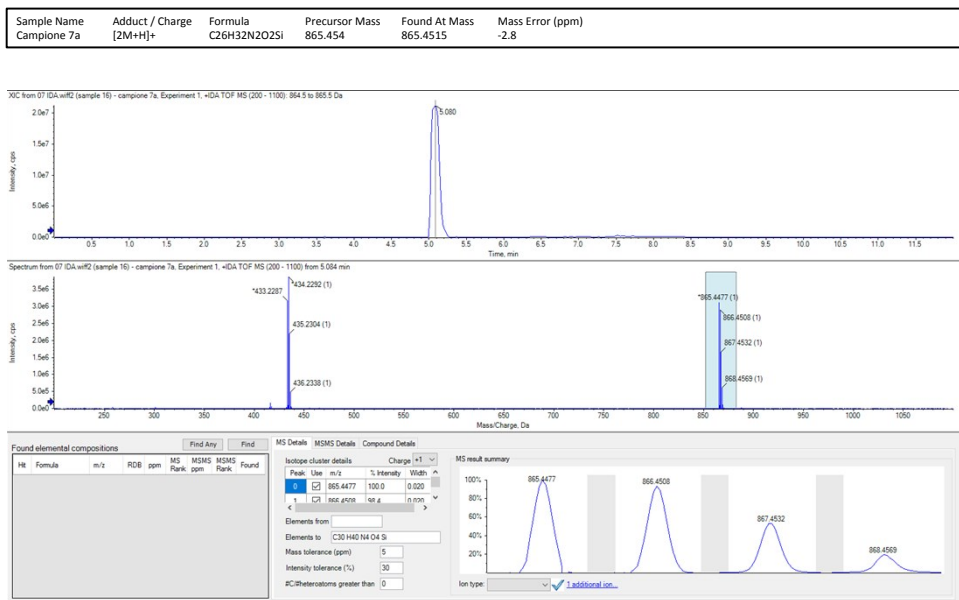 Sample Name Adduct / Charge Formula Precursor Mass Found At Mass Mass Error (ppm)
Campione 7a [2M+H]+ C26H32N2O2Si 865.454 865.4515 -2.8
XIC from 07 IDA.wiff2 (sample 16) - campione 7a, Experiment 1, +IDA TOF MS (200 - 1100): 864.5 to 865.5 Da
Intensity, cps
2.0e7
1.5e7
1.0e7
5.0e6
0.0e0
5.080
0.5 1.0 1.5 2.0 2.5 3.0 3.5 4.0 4.5 5.0 5.5 6.0 6.5 7.0 7.5 8.0 8.5 9.0 9.5 10.0 10.5 11.0 11.5
Time, min
Spectrum from 07 IDA.wiff2 (sample 16) - campione 7a, Experiment 1, +IDA TOF MS (200 - 1100) from 5.084 min
Intensity, cps
3.5e6
3.0e6
2.5e6
2.0e6
1.5e6
1.0e6
5.0e5
0.0e0
*433.2287
*434.2292 (1)
435.2304 (1)
436.2338 (1)
*865.4477 (1)
866.4508 (1)
867.4532 (1)
868.4569 (1)
250 300 350 400 450 500 550 600 650 700 750 800 850 900 950 1000 1050
Mass/Charge, Da
Found elemental compositions Find Any Find
Hit Formula m/z RDB ppm MS Rank MSMS ppm MSMS Rank Found
MS Details MSMS Details Compound Details
Isotope cluster details Charge +1
Peak Use m/z % Intensity Width
0 865.4477 100.0 0.020
1 866.4508 98.4 0.020
Elements from
Elements to C30 H40 N4 O4 Si
Mass tolerance (ppm) 5
Intensity tolerance (%) 30
#C/#heteroatoms greater than 0
MS result summary
100%
80%
60%
40%
20%
865.4477
866.4508
867.4532
868.4569
Ion type: 1 additional ion...